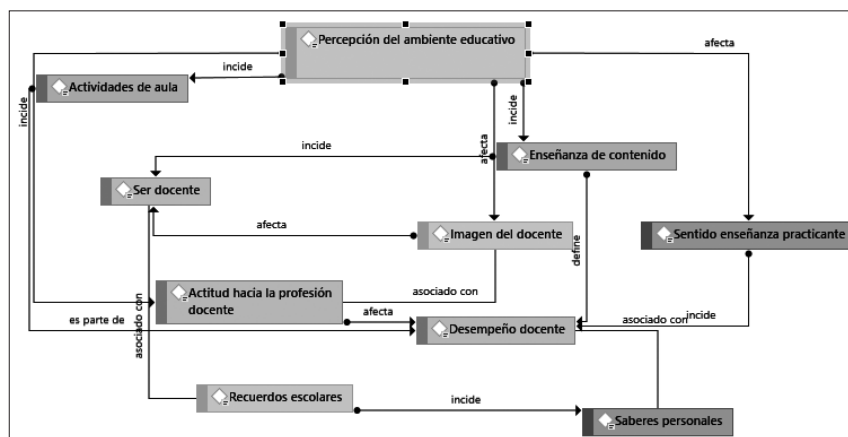 Percepción del ambiente educativo
afecta
incide
Actividades de aula
incide
incide
afecta
incide
Enseñanza de contenido
Ser docente
afecta
Imagen del docente
Sentido enseñanza practicante
define
Actitud hacia la profesión
docente
asociado con
asociado con
es parte de
afecta
Desempeño docente
asociado con
incide
Recuerdos escolares
incide
Saberes personales